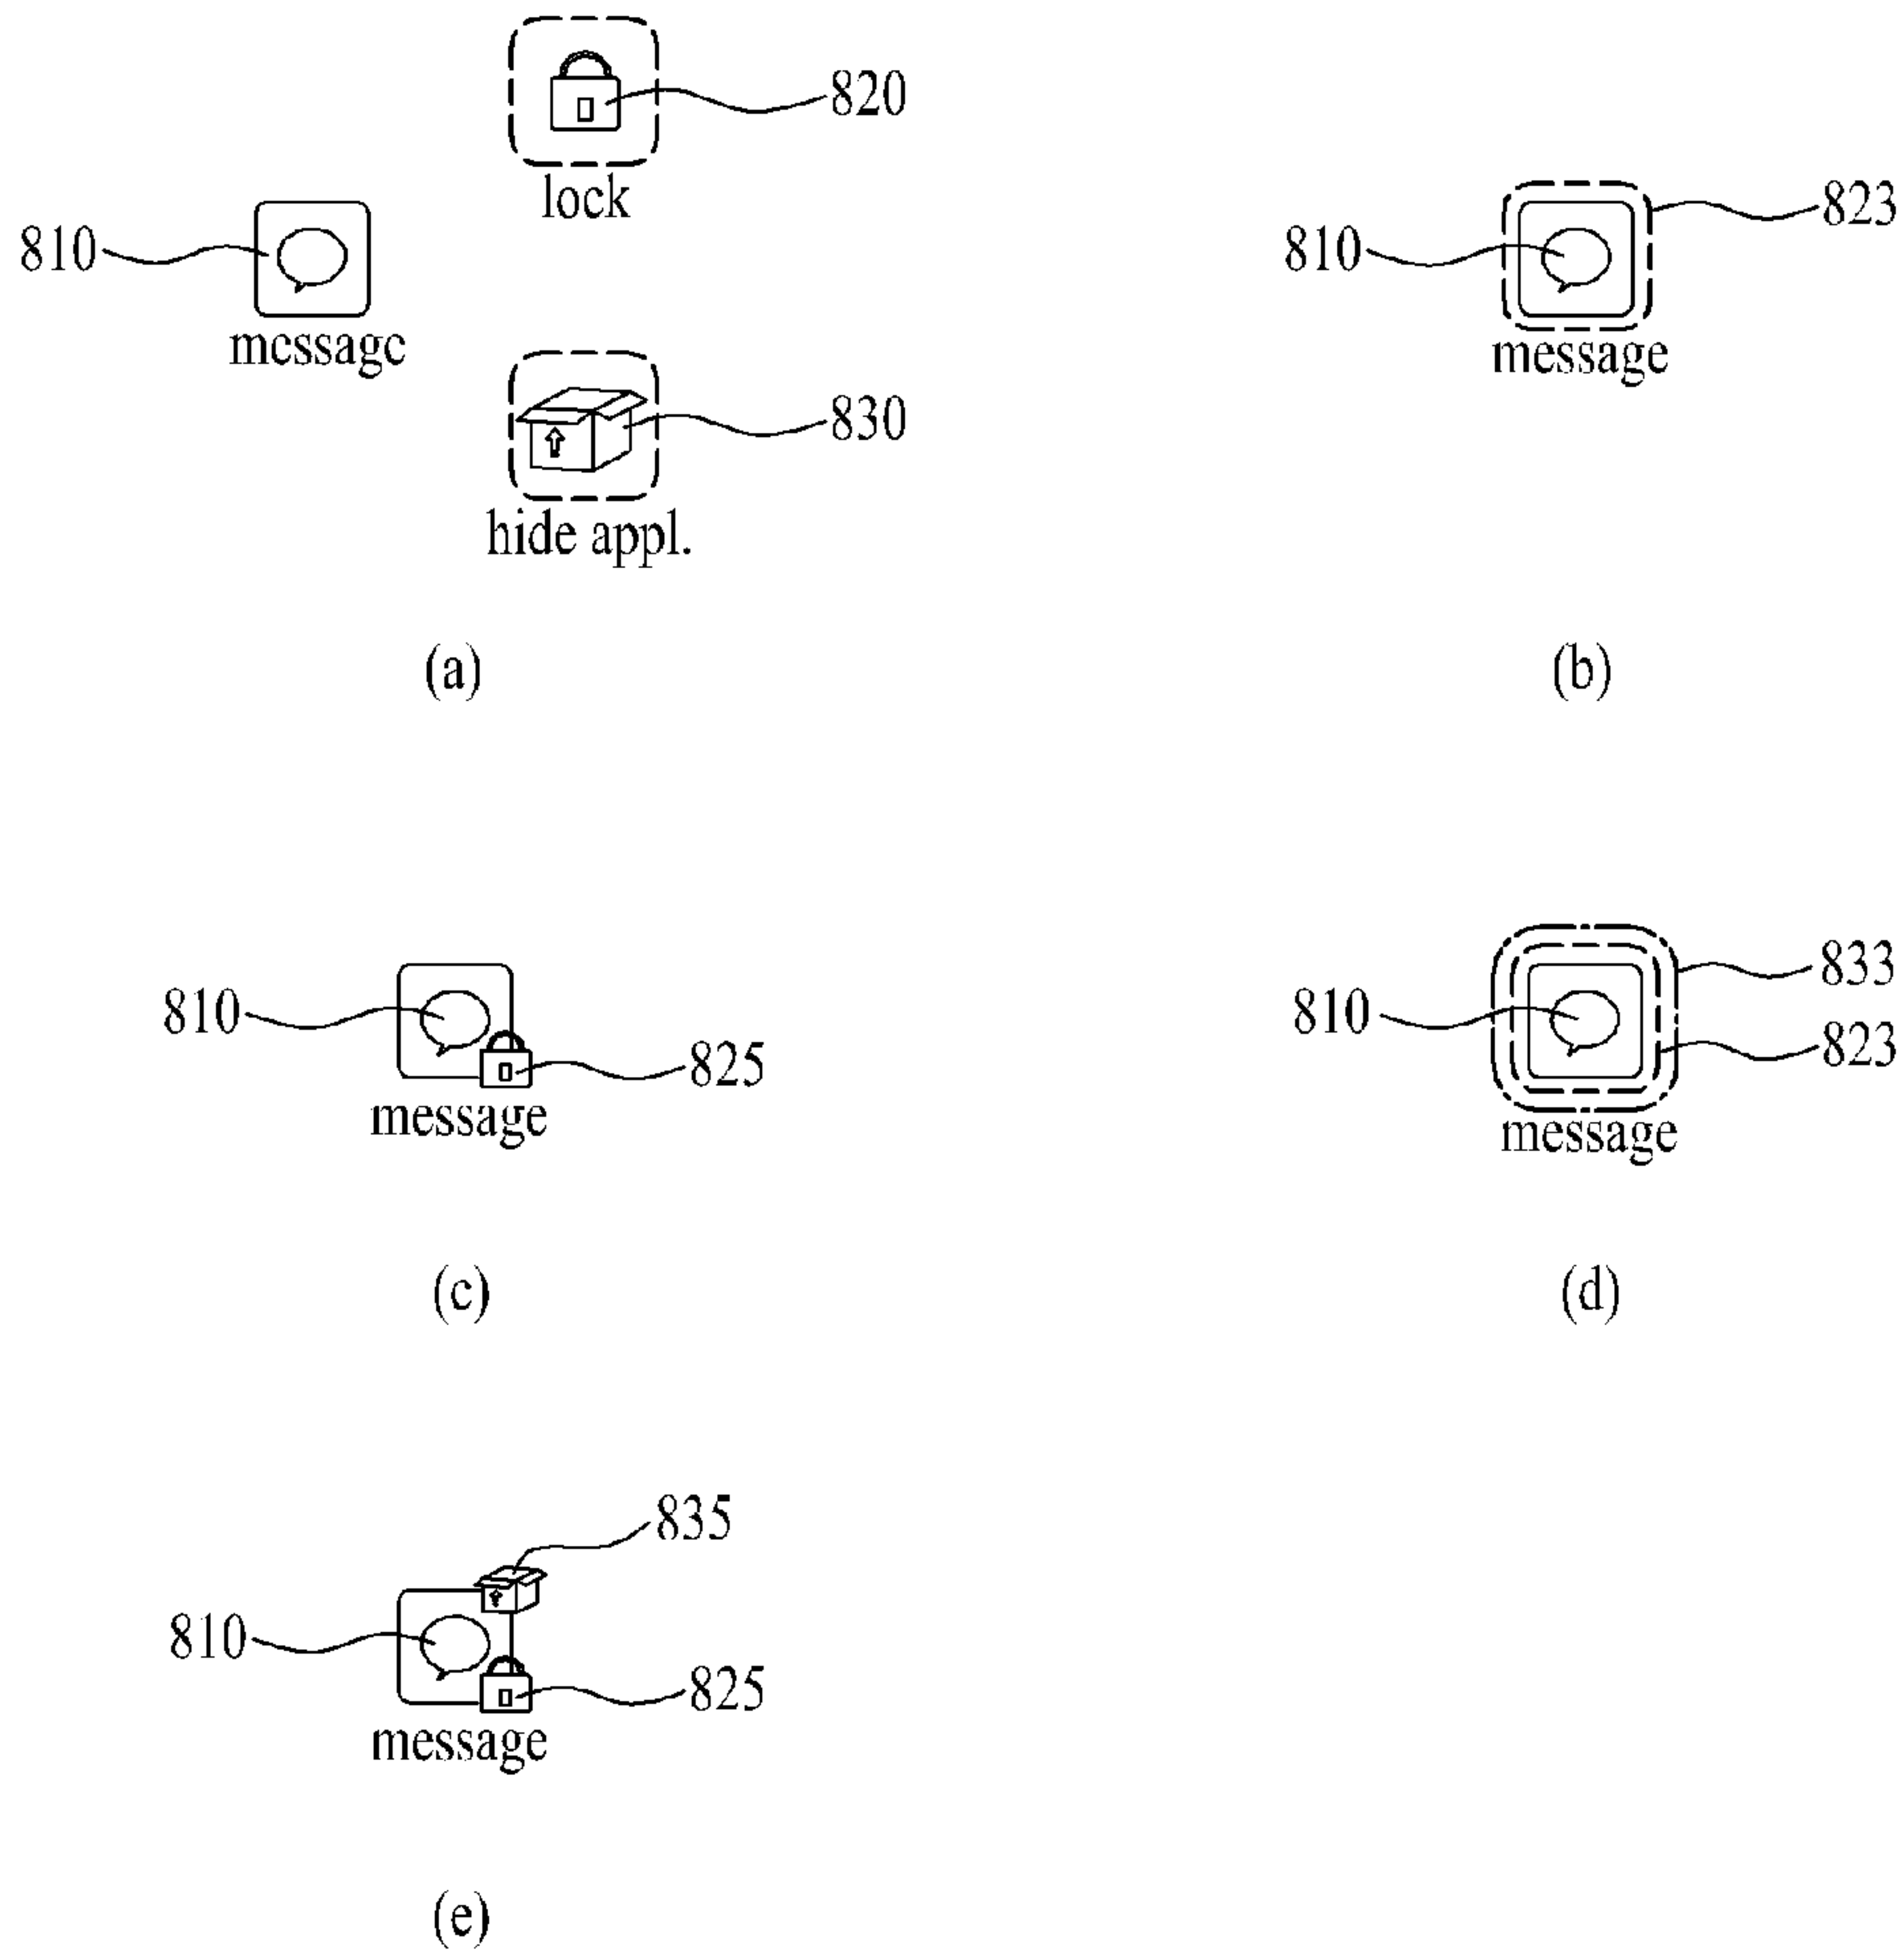 820
lock
810
message
830
hide appl.
(a)
823
810
message
(b)
810
825
message
(c)
833
810
823
message
(d)
835
810
825
message
(e)